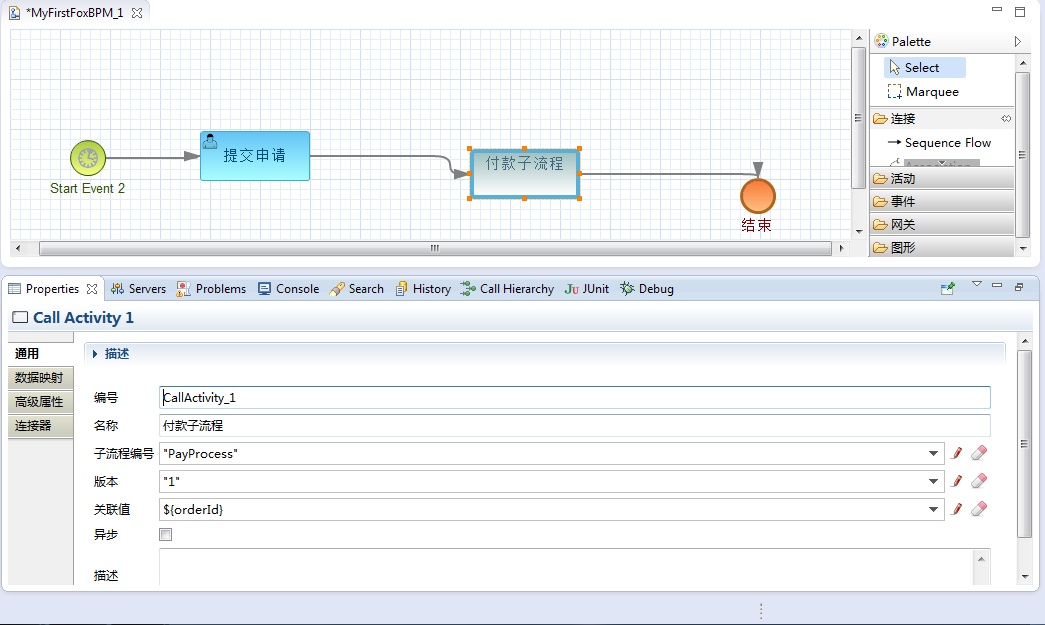 *MyFirstFoxBPM_1
Palette
Select
Marquee
连接
Sequence Flow
活动
事件
网关
图形
提交申请
付款子流程
Start Event 2
结束
Properties Servers Problems Console Search History Call Hierarchy JUnit Debug
Call Activity 1
通用
数据映射
高级属性
连接器
描述
编号 CallActivity_1
名称 付款子流程
子流程编号 "PayProcess"
版本 "1"
关联值 ${orderId}
异步
描述